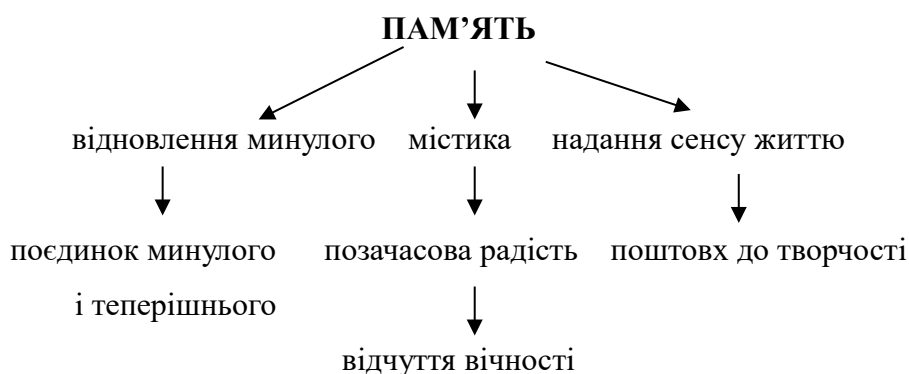 ПАМ’ЯТЬ
відновлення минулого містика надання сенсу життю
поєдинок минулого позачасова радість поштовх до творчості
і теперішнього
відчуття вічності